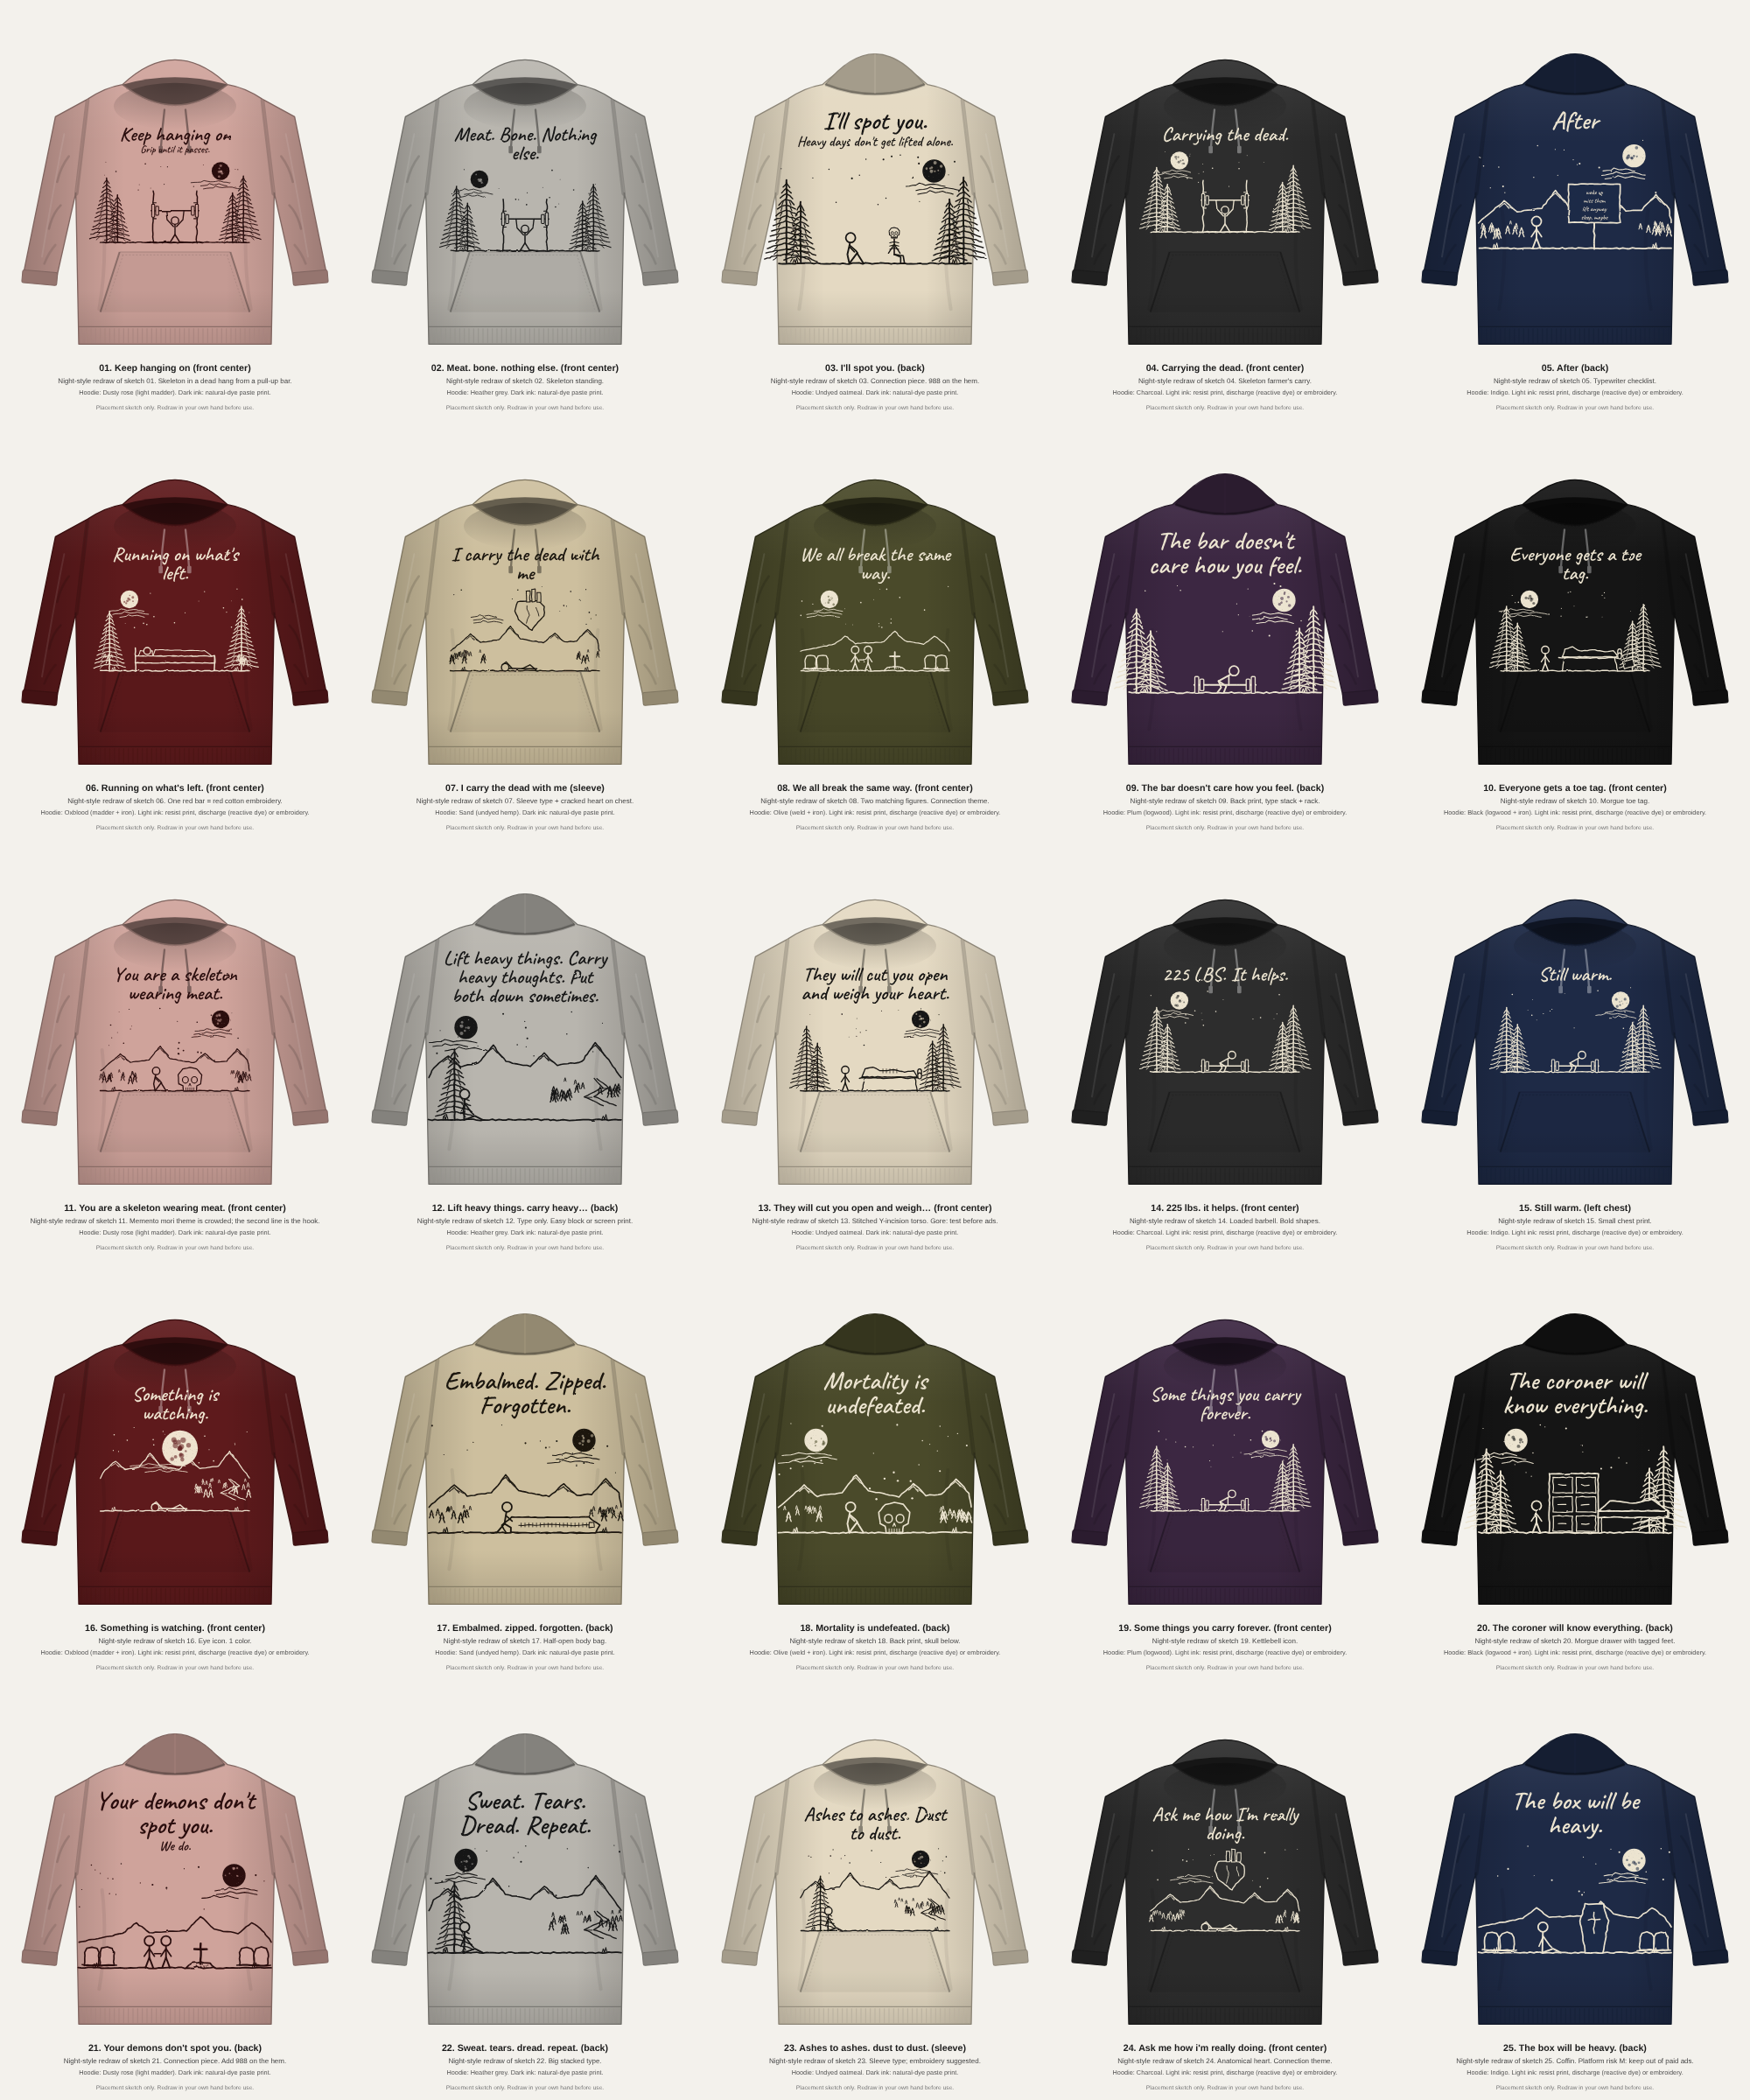 Keep hanging on
Grip until it passes.
01. Keep hanging on (front center)
Night-style redraw of sketch 01. Skeleton in a dead hang from a pull-up bar.
Hoodie: Dusty rose (light madder). Dark ink: natural-dye paste print.
Placement sketch only. Redraw in your own hand before use.
Meat. Bone. Nothing
else.
02. Meat. bone. nothing else. (front center)
Night-style redraw of sketch 02. Skeleton standing.
Hoodie: Heather grey. Dark ink: natural-dye paste print.
Placement sketch only. Redraw in your own hand before use.
I'll spot you.
Heavy days don't get lifted alone.
03. I'll spot you. (back)
Night-style redraw of sketch 03. Connection piece. 988 on the hem.
Hoodie: Undyed oatmeal. Dark ink: natural-dye paste print.
Placement sketch only. Redraw in your own hand before use.
Carrying the dead.
04. Carrying the dead. (front center)
Night-style redraw of sketch 04. Skeleton farmer's carry.
Hoodie: Charcoal. Light ink: resist print, discharge (reactive dye) or embroidery.
Placement sketch only. Redraw in your own hand before use.
After
wake up
miss them
lift anyway
sleep, maybe
05. After (back)
Night-style redraw of sketch 05. Typewriter checklist.
Hoodie: Indigo. Light ink: resist print, discharge (reactive dye) or embroidery.
Placement sketch only. Redraw in your own hand before use.
Running on what's
left.
06. Running on what's left. (front center)
Night-style redraw of sketch 06. One red bar = red cotton embroidery.
Hoodie: Oxblood (madder + iron). Light ink: resist print, discharge (reactive dye) or embroidery.
Placement sketch only. Redraw in your own hand before use.
I carry the dead with
me
07. I carry the dead with me (sleeve)
Night-style redraw of sketch 07. Sleeve type + cracked heart on chest.
Hoodie: Sand (undyed hemp). Dark ink: natural-dye paste print.
Placement sketch only. Redraw in your own hand before use.
We all break the same
way.
08. We all break the same way. (front center)
Night-style redraw of sketch 08. Two matching figures. Connection theme.
Hoodie: Olive (weld + iron). Light ink: resist print, discharge (reactive dye) or embroidery.
Placement sketch only. Redraw in your own hand before use.
The bar doesn't
care how you feel.
09. The bar doesn't care how you feel. (back)
Night-style redraw of sketch 09. Back print, type stack + rack.
Hoodie: Plum (logwood). Light ink: resist print, discharge (reactive dye) or embroidery.
Placement sketch only. Redraw in your own hand before use.
Everyone gets a toe
tag.
10. Everyone gets a toe tag. (front center)
Night-style redraw of sketch 10. Morgue toe tag.
Hoodie: Black (logwood + iron). Light ink: resist print, discharge (reactive dye) or embroidery.
Placement sketch only. Redraw in your own hand before use.
You are a skeleton
wearing meat.
11. You are a skeleton wearing meat. (front center)
Night-style redraw of sketch 11. Memento mori theme is crowded; the second line is the hook.
Hoodie: Dusty rose (light madder). Dark ink: natural-dye paste print.
Placement sketch only. Redraw in your own hand before use.
Lift heavy things. Carry
heavy thoughts. Put
both down sometimes.
12. Lift heavy things. carry heavy… (back)
Night-style redraw of sketch 12. Type only. Easy block or screen print.
Hoodie: Heather grey. Dark ink: natural-dye paste print.
Placement sketch only. Redraw in your own hand before use.
They will cut you open
and weigh your heart.
13. They will cut you open and weigh… (front center)
Night-style redraw of sketch 13. Stitched Y-incision torso. Gore: test before ads.
Hoodie: Undyed oatmeal. Dark ink: natural-dye paste print.
Placement sketch only. Redraw in your own hand before use.
225 LBS. It helps.
14. 225 lbs. it helps. (front center)
Night-style redraw of sketch 14. Loaded barbell. Bold shapes.
Hoodie: Charcoal. Light ink: resist print, discharge (reactive dye) or embroidery.
Placement sketch only. Redraw in your own hand before use.
Still warm.
15. Still warm. (left chest)
Night-style redraw of sketch 15. Small chest print.
Hoodie: Indigo. Light ink: resist print, discharge (reactive dye) or embroidery.
Placement sketch only. Redraw in your own hand before use.
Something is
watching.
16. Something is watching. (front center)
Night-style redraw of sketch 16. Eye icon. 1 color.
Hoodie: Oxblood (madder + iron). Light ink: resist print, discharge (reactive dye) or embroidery.
Placement sketch only. Redraw in your own hand before use.
Embalmed. Zipped.
Forgotten.
17. Embalmed. zipped. forgotten. (back)
Night-style redraw of sketch 17. Half-open body bag.
Hoodie: Sand (undyed hemp). Dark ink: natural-dye paste print.
Placement sketch only. Redraw in your own hand before use.
Mortality is
undefeated.
18. Mortality is undefeated. (back)
Night-style redraw of sketch 18. Back print, skull below.
Hoodie: Olive (weld + iron). Light ink: resist print, discharge (reactive dye) or embroidery.
Placement sketch only. Redraw in your own hand before use.
Some things you carry
forever.
19. Some things you carry forever. (front center)
Night-style redraw of sketch 19. Kettlebell icon.
Hoodie: Plum (logwood). Light ink: resist print, discharge (reactive dye) or embroidery.
Placement sketch only. Redraw in your own hand before use.
The coroner will
know everything.
20. The coroner will know everything. (back)
Night-style redraw of sketch 20. Morgue drawer with tagged feet.
Hoodie: Black (logwood + iron). Light ink: resist print, discharge (reactive dye) or embroidery.
Placement sketch only. Redraw in your own hand before use.
Your demons don't
spot you.
We do.
21. Your demons don't spot you. (back)
Night-style redraw of sketch 21. Connection piece. Add 988 on the hem.
Hoodie: Dusty rose (light madder). Dark ink: natural-dye paste print.
Placement sketch only. Redraw in your own hand before use.
Sweat. Tears.
Dread. Repeat.
22. Sweat. tears. dread. repeat. (back)
Night-style redraw of sketch 22. Big stacked type.
Hoodie: Heather grey. Dark ink: natural-dye paste print.
Placement sketch only. Redraw in your own hand before use.
Ashes to ashes. Dust
to dust.
23. Ashes to ashes. dust to dust. (sleeve)
Night-style redraw of sketch 23. Sleeve type; embroidery suggested.
Hoodie: Undyed oatmeal. Dark ink: natural-dye paste print.
Placement sketch only. Redraw in your own hand before use.
Ask me how I'm really
doing.
24. Ask me how i'm really doing. (front center)
Night-style redraw of sketch 24. Anatomical heart. Connection theme.
Hoodie: Charcoal. Light ink: resist print, discharge (reactive dye) or embroidery.
Placement sketch only. Redraw in your own hand before use.
The box will be
heavy.
25. The box will be heavy. (back)
Night-style redraw of sketch 25. Coffin. Platform risk M: keep out of paid ads.
Hoodie: Indigo. Light ink: resist print, discharge (reactive dye) or embroidery.
Placement sketch only. Redraw in your own hand before use.